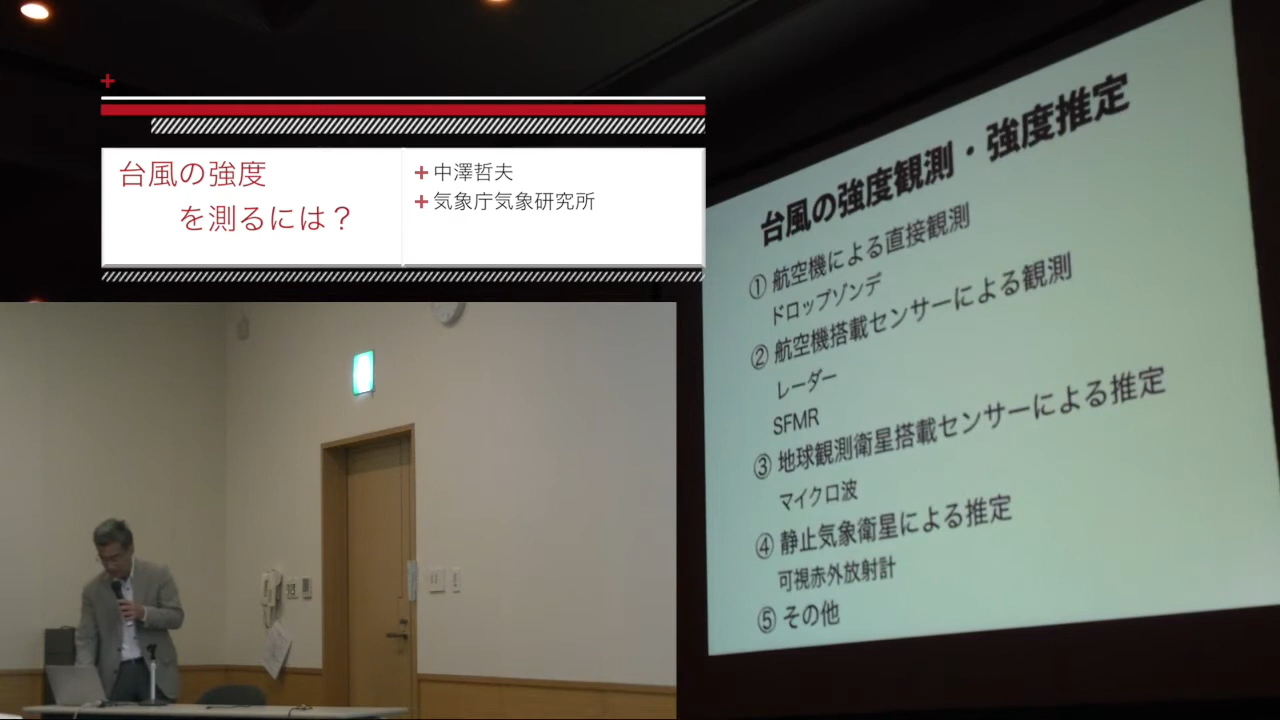 台風の強度
を測るには？
+ 中澤哲夫
+ 気象庁気象研究所
台風の強度観測・強度推定
① 航空機による直接観測
ドロップゾンデ
② 航空機搭載センサーによる観測
レーダー
SFMR
③ 地球観測衛星搭載センサーによる推定
マイクロ波
④ 静止気象衛星による推定
可視赤外放射計
⑤ その他